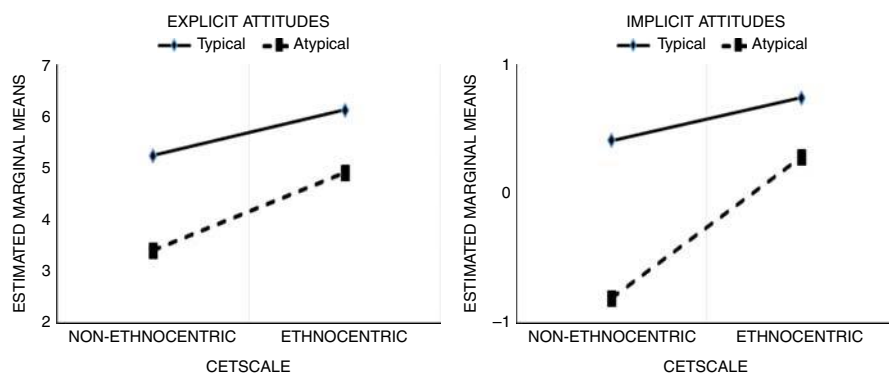 EXPLICIT ATTITUDES
Typical Atypical
7
6
5
4
3
2
ESTIMATED MARGINAL MEANS
NON-ETHNOCENTRIC ETHNOCENTRIC
CETSCALE
IMPLICIT ATTITUDES
Typical Atypical
1
0
−1
ESTIMATED MARGINAL MEANS
NON-ETHNOCENTRIC ETHNOCENTRIC
CETSCALE